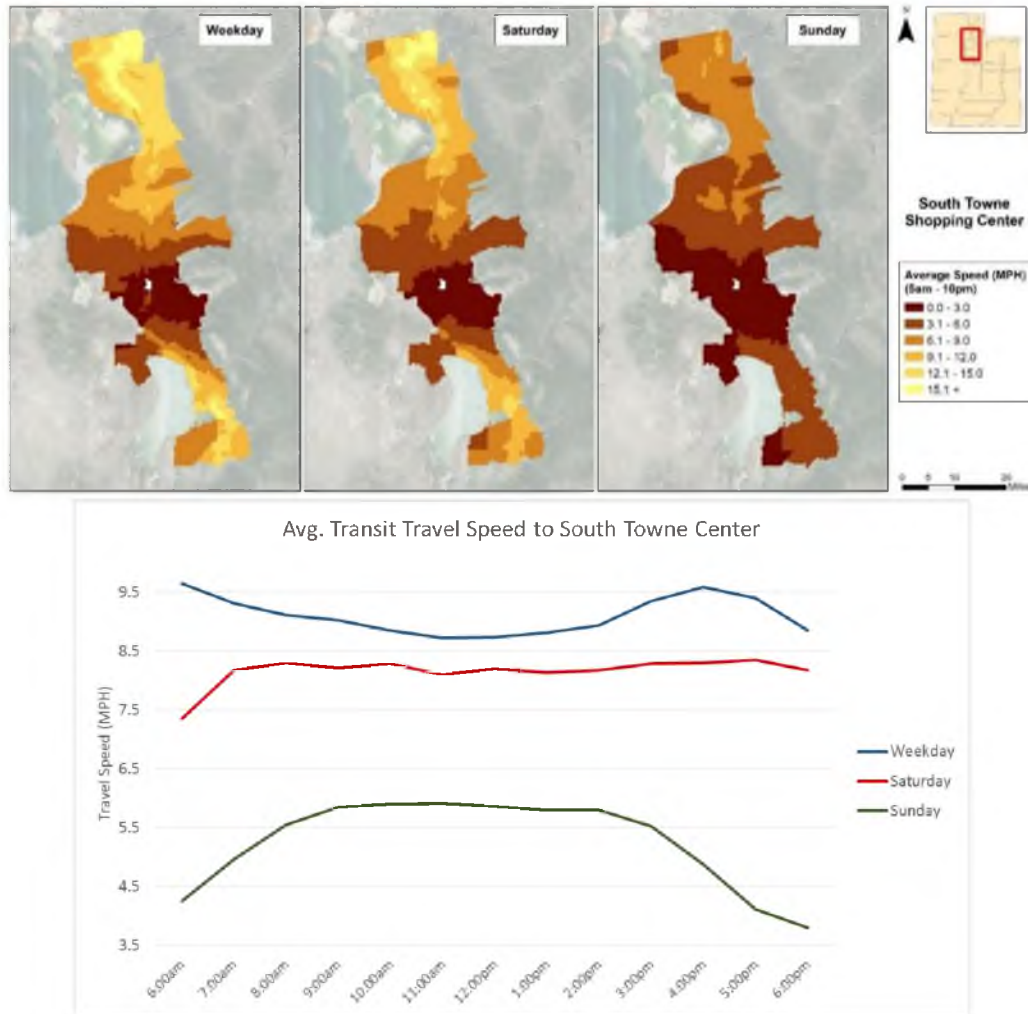 Weekday
Saturday
Sunday
N
South Towne
Shopping Center
Average Speed (MPH)
(5am - 10pm)
0.0 - 3.0
3.1 - 6.0
6.1 - 9.0
9.1 - 12.0
12.1 - 15.0
15.1 +
0 5 10 20
Miles
Avg. Transit Travel Speed to South Towne Center
Travel Speed (MPH)
9.5
8.5
7.5
6.5
5.5
4.5
3.5
Weekday
Saturday
Sunday
6:00am 7:00am 8:00am 9:00am 10:00am 11:00am 12:00pm 1:00pm 2:00pm 3:00pm 4:00pm 5:00pm 6:00pm